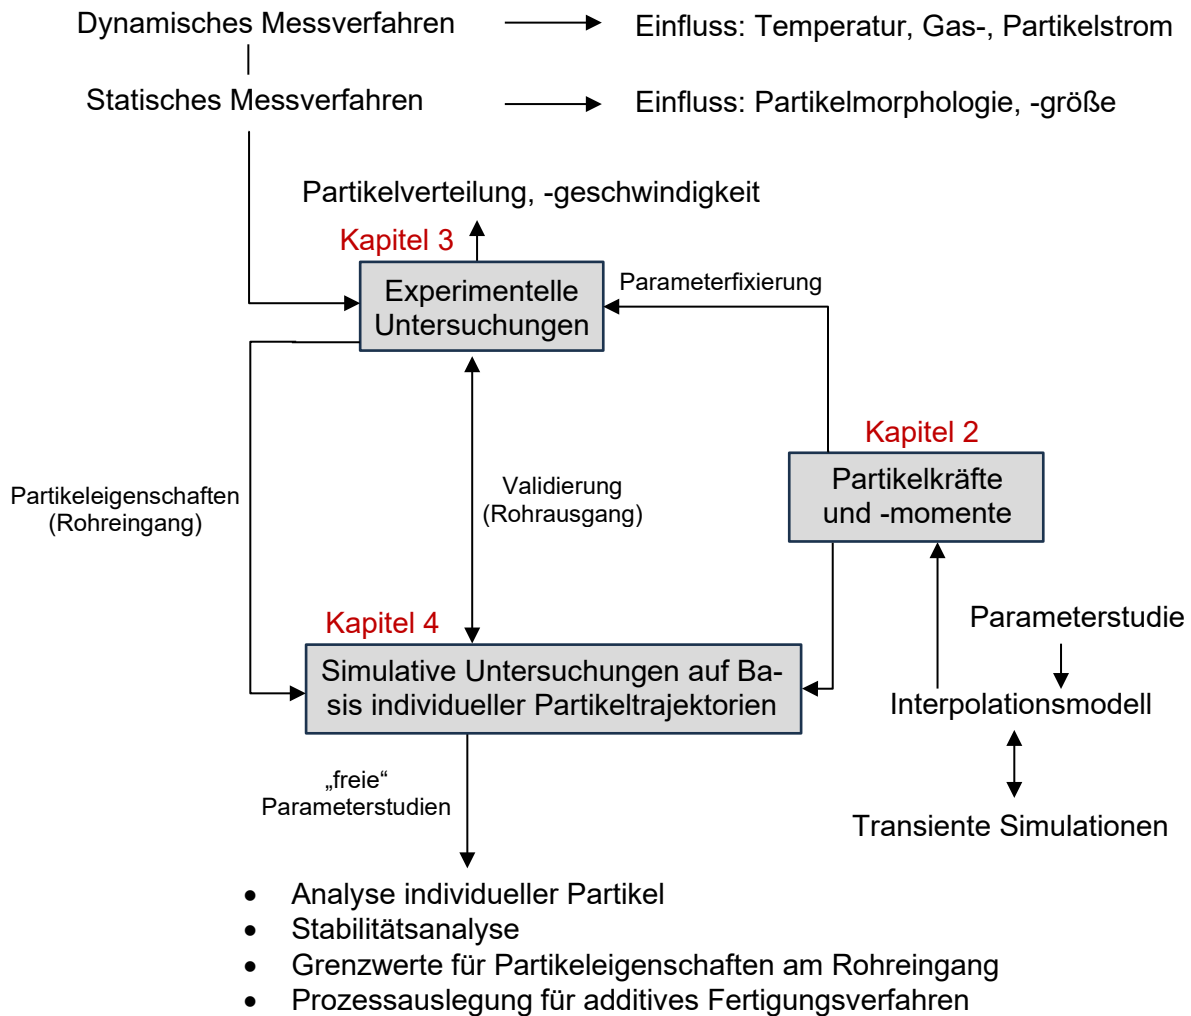 Dynamisches Messverfahren
Einfluss: Temperatur, Gas-, Partikelstrom
Statisches Messverfahren
Einfluss: Partikelmorphologie, -größe
Partikelverteilung, -geschwindigkeit
Kapitel 3
Experimentelle
Untersuchungen
Parameterfixierung
Kapitel 2
Partikelkräfte
und -momente
Partikeleigenschaften
(Rohreingang)
Validierung
(Rohrausgang)
Parameterstudie
Kapitel 4
Simulative Untersuchungen auf Ba-
sis individueller Partikeltrajektorien
Interpolationsmodell
„freie“
Parameterstudien
Transiente Simulationen
• Analyse individueller Partikel
• Stabilitätsanalyse
• Grenzwerte für Partikeleigenschaften am Rohreingang
• Prozessauslegung für additives Fertigungsverfahren